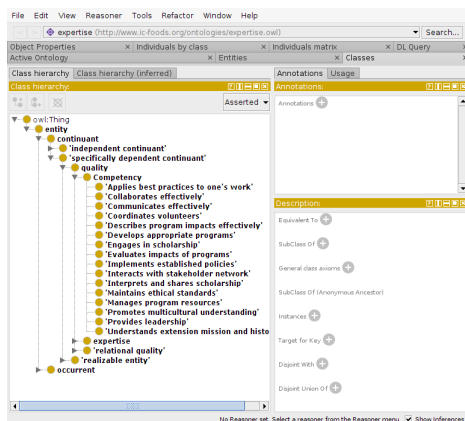 File Edit View Reasoner Tools Refactor Window Help
expertise (http://www.ic-foods.org/ontologies/expertise.owl) Search...
Object Properties Individuals by class Individuals matrix DL Query
Active Ontology Entities Classes
Class hierarchy Class hierarchy (inferred) Annotations Usage
Class hierarchy: Annotations:
Asserted Annotations
owl:Thing
entity
continuant
'independent continuant'
'specifically dependent continuant'
quality
Competency
'Applies best practices to one's work'
'Collaborates effectively'
'Communicates effectively'
'Coordinates volunteers'
'Describes program impacts effectively'
'Develops appropriate programs'
'Engages in scholarship'
'Evaluates impacts of programs'
'Implements established policies'
'Interacts with stakeholder network'
'Interprets and shares scholarship'
'Maintains ethical standards'
'Manages program resources'
'Promotes multicultural understanding'
'Provides leadership'
'Understands extension mission and histo
expertise
'relational quality'
'realizable entity'
occurrent
Description:
Equivalent To
SubClass Of
General class axioms
SubClass Of (Anonymous Ancestor)
Instances
Target for Key
Disjoint With
Disjoint Union Of
No Reasoner set. Select a reasoner from the Reasoner menu Show Inferences